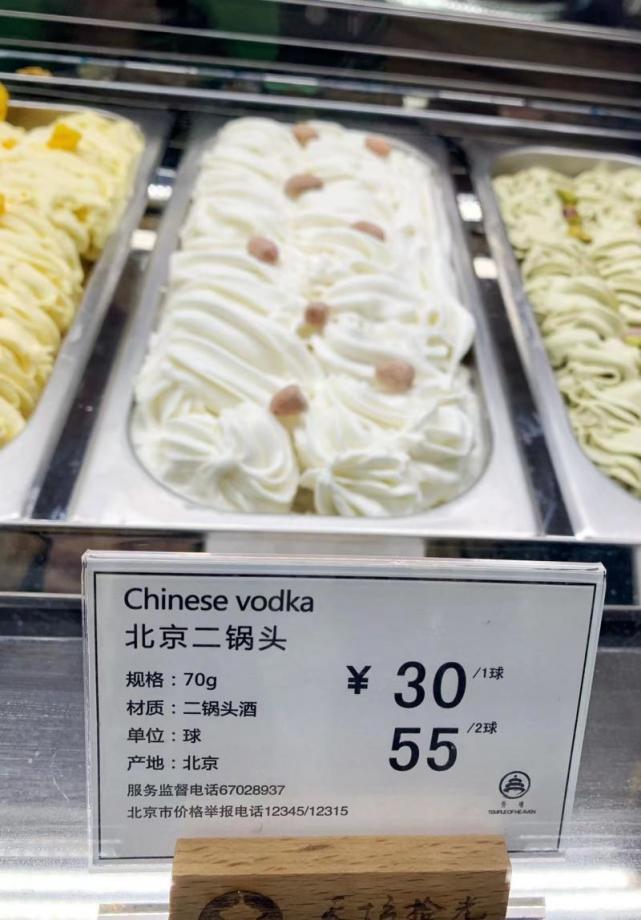 Chinese vodka
北京二锅头
规格：70g
材质：二锅头酒
单位：球
产地：北京
¥ 30/1球
55/2球
服务监督电话67028937
北京市价格举报电话12345/12315
TEMPLE OF HEAVEN